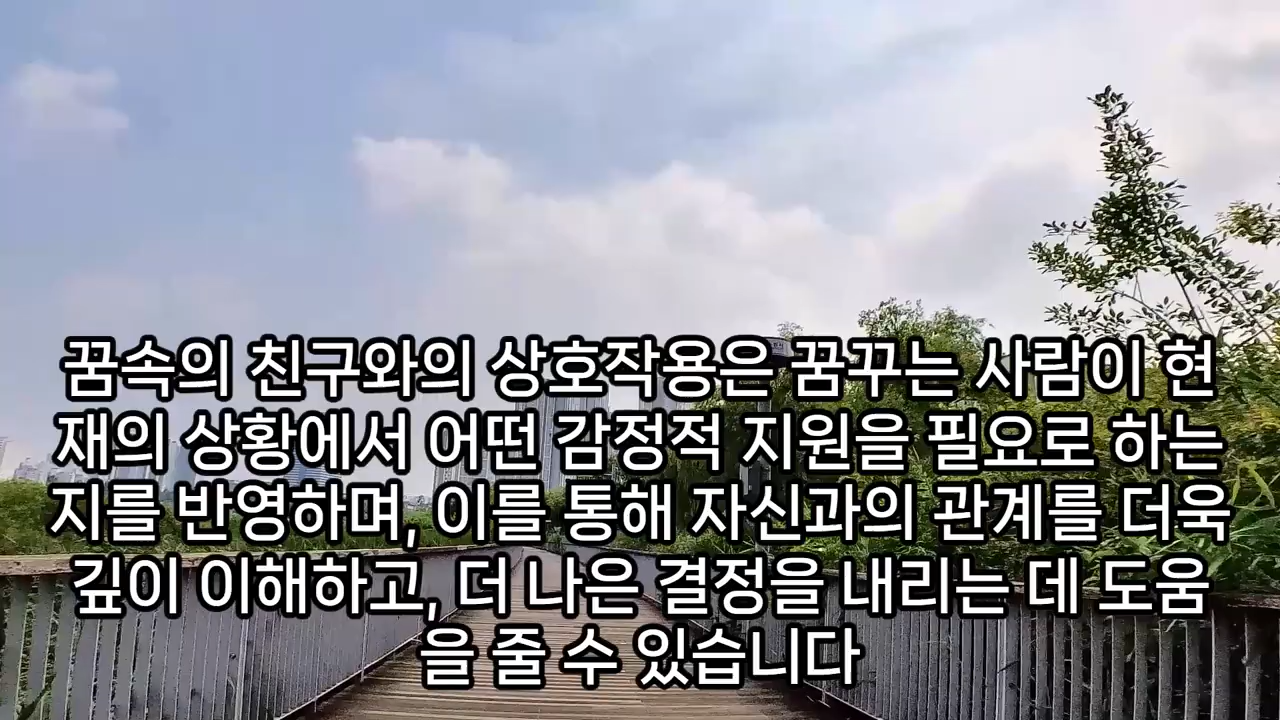 꿈속의 친구와의 상호작용은 꿈꾸는 사람이 현
재의 상황에서 어떤 감정적 지원을 필요로 하는
지를 반영하며, 이를 통해 자신과의 관계를 더욱
깊이 이해하고, 더 나은 결정을 내리는 데 도움
을 줄 수 있습니다